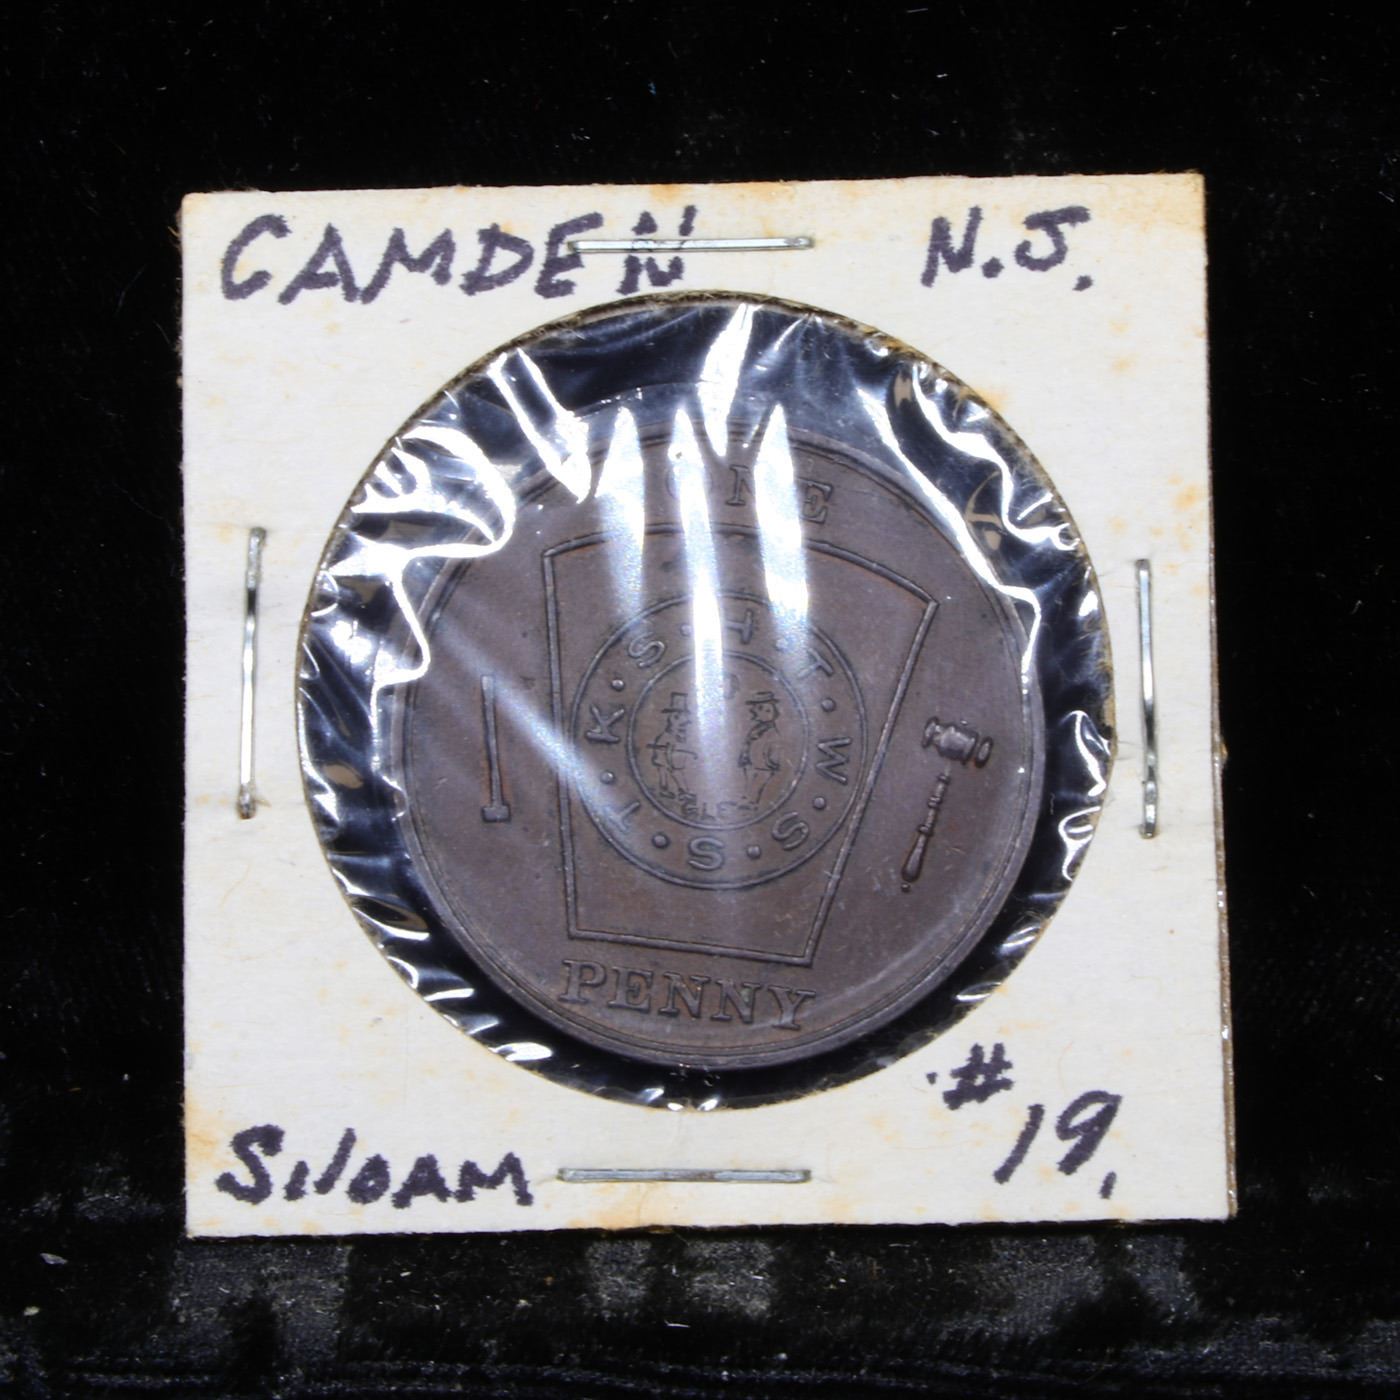 CAMDEN N.J.
ONE
H·T·W·S·S·T·K·S
PENNY
#
SILOAM 19.